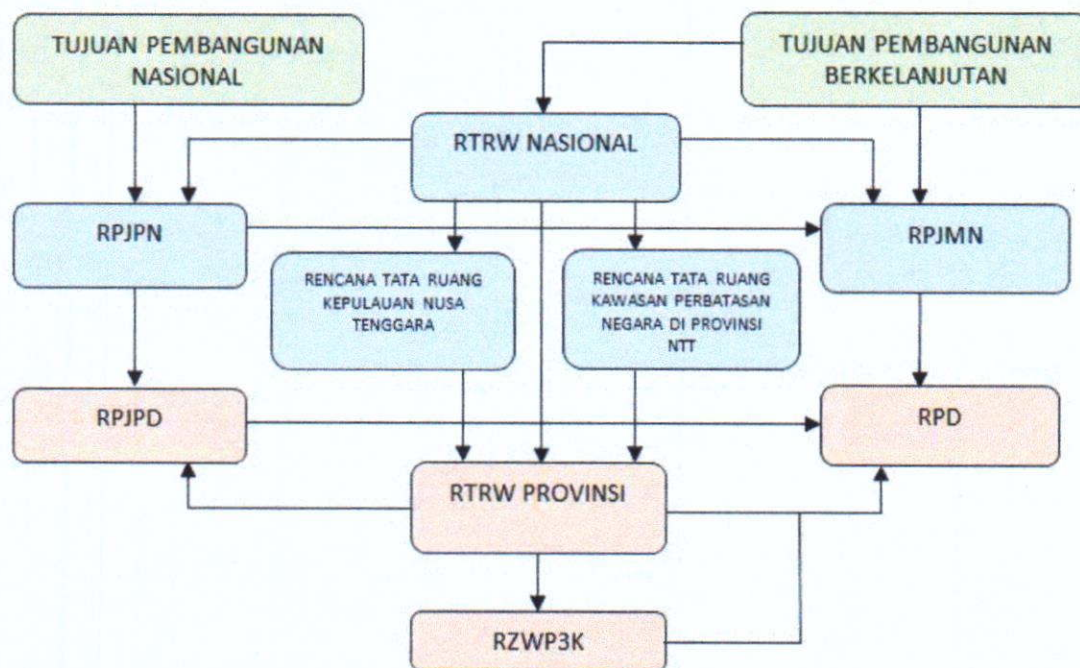 TUJUAN PEMBANGUNAN
NASIONAL
TUJUAN PEMBANGUNAN
BERKELANJUTAN
RTRW NASIONAL
RPJPN
RPJMN
RENCANA TATA RUANG
KEPULAUAN NUSA
TENGGARA
RENCANA TATA RUANG
KAWASAN PERBATASAN
NEGARA DI PROVINSI
NTT
RPJPD
RPD
RTRW PROVINSI
RZWP3K